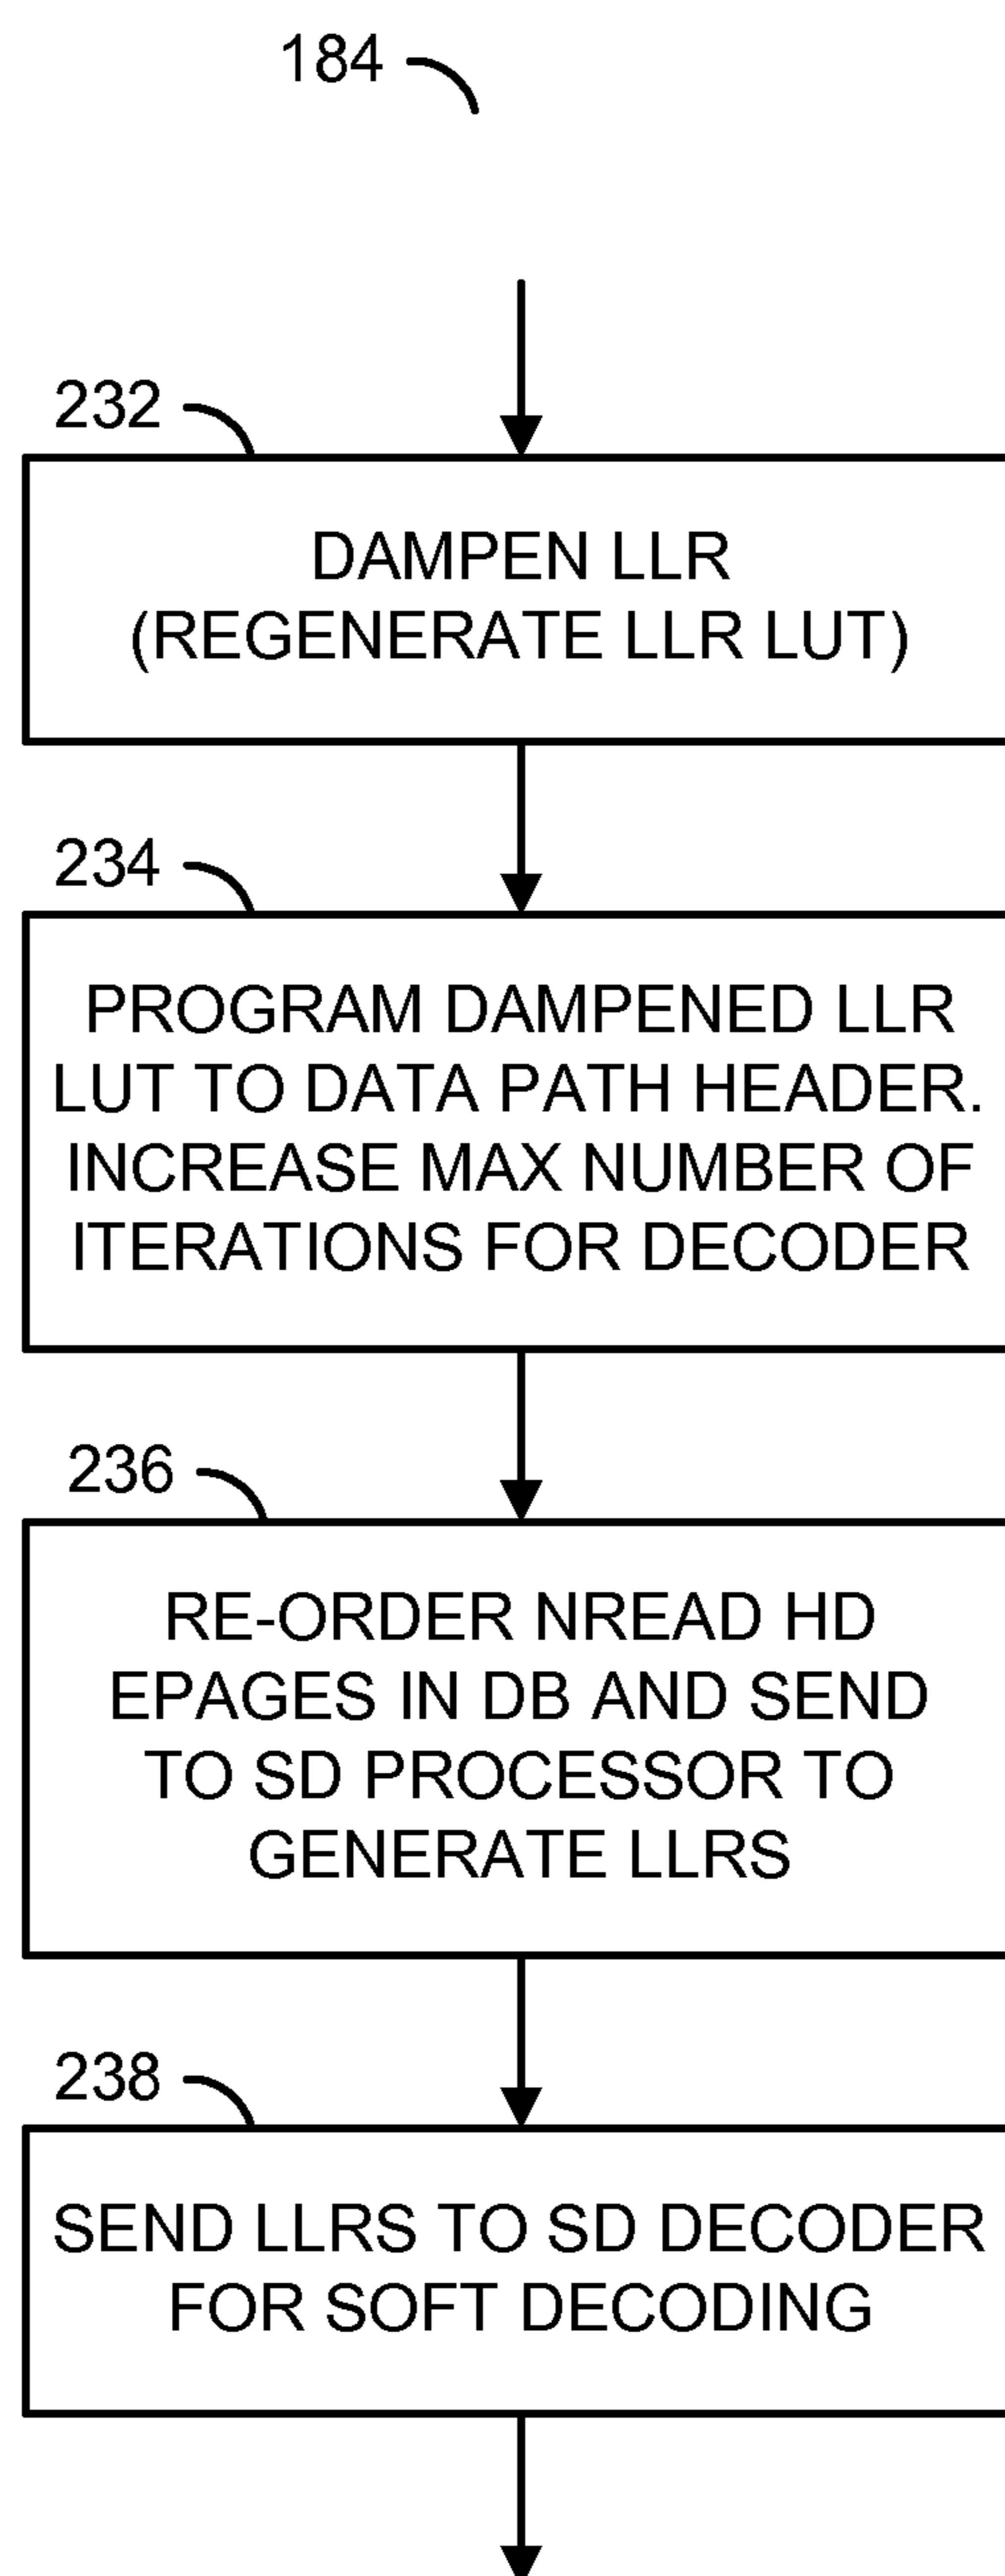 184
232
DAMPEN LLR
(REGENERATE LLR LUT)
234
PROGRAM DAMPENED LLR
LUT TO DATA PATH HEADER.
INCREASE MAX NUMBER OF
ITERATIONS FOR DECODER
236
RE-ORDER NREAD HD
EPAGES IN DB AND SEND
TO SD PROCESSOR TO
GENERATE LLRS
238
SEND LLRS TO SD DECODER
FOR SOFT DECODING